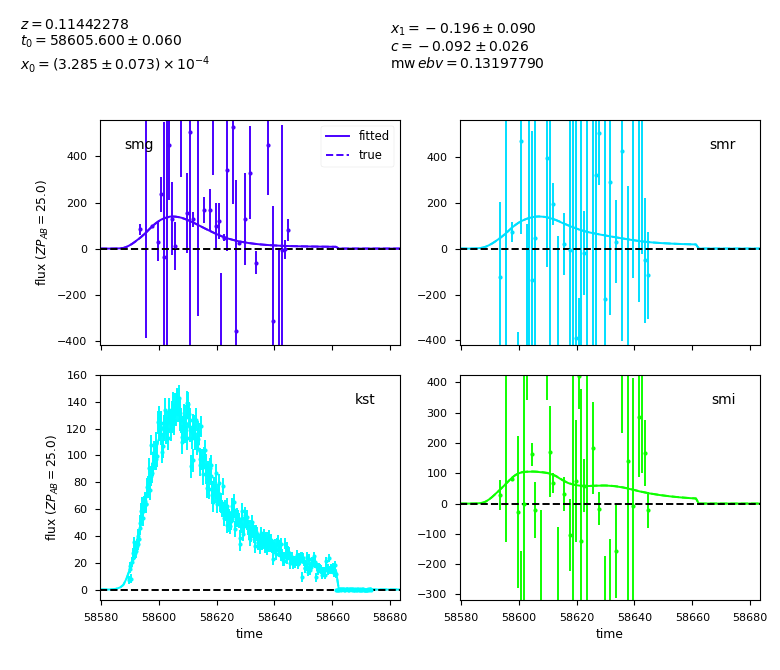 z = 0.11442278
t₀ = 58605.600 ± 0.060
x₀ = (3.285 ± 0.073) × 10⁻⁴
x₁ = −0.196 ± 0.090
c = −0.092 ± 0.026
mw ebv = 0.13197790
smg
fitted
true
400
200
0
−200
−400
flux (ZP_AB = 25.0)
smr
400
200
0
−200
−400
kst
160
140
120
100
80
60
40
20
0
flux (ZP_AB = 25.0)
58580 58600 58620 58640 58660 58680
time
smi
400
300
200
100
0
−100
−200
−300
58580 58600 58620 58640 58660 58680
time